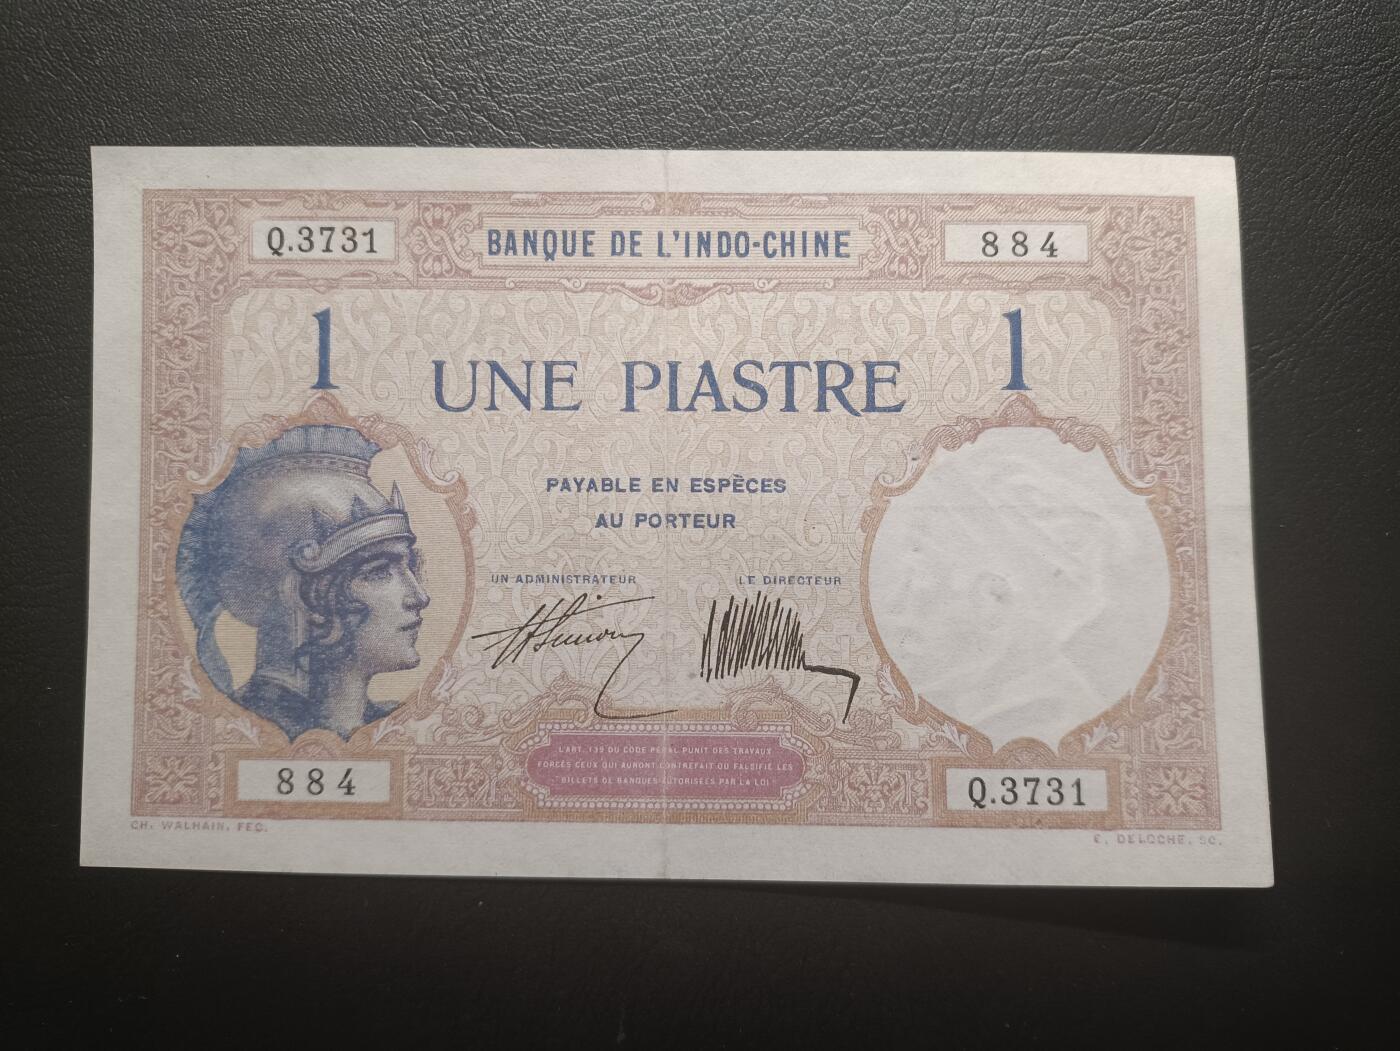 Q.3731
BANQUE DE L'INDO-CHINE
884
1
1
UNE PIASTRE
PAYABLE EN ESPÈCES
AU PORTEUR
UN ADMINISTRATEUR
LE DIRECTEUR
L'ART. 139 DU CODE PÉNAL PUNIT DES TRAVAUX
FORCÉS CEUX QUI AURONT CONTREFAIT OU FALSIFIÉ LES
BILLETS DE BANQUES AUTORISÉES PAR LA LOI
884
Q.3731
CH. WALHAIN, FEC.
E. DELOCHE, SC.